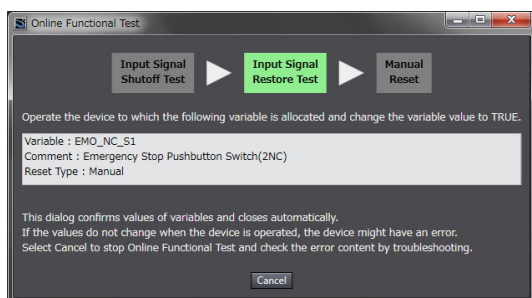 Online Functional Test
Input Signal
Shutoff Test
Input Signal
Restore Test
Manual
Reset
Operate the device to which the following variable is allocated and change the variable value to TRUE.
Variable : EMO_NC_S1
Comment : Emergency Stop Pushbutton Switch(2NC)
Reset Type : Manual
This dialog confirms values of variables and closes automatically.
If the values do not change when the device is operated, the device might have an error.
Select Cancel to stop Online Functional Test and check the error content by troubleshooting.
Cancel